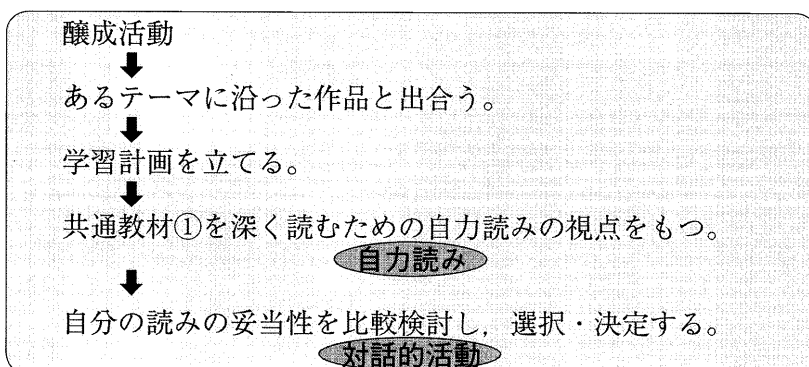 醸成活動
あるテーマに沿った作品と出合う。
学習計画を立てる。
共通教材①を深く読むための自力読みの視点をもつ。
自力読み
自分の読みの妥当性を比較検討し，選択・決定する。
対話的活動